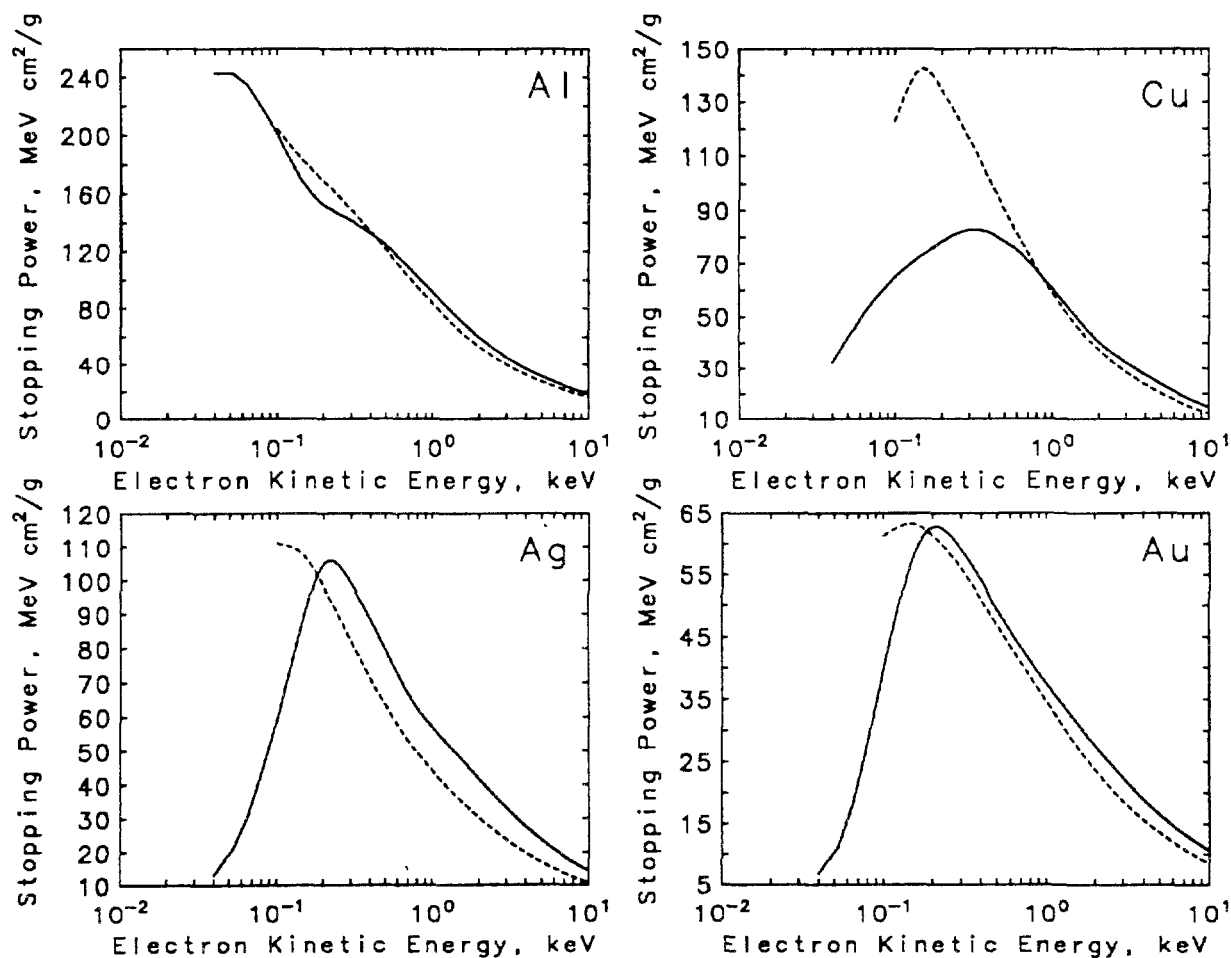 Stopping Power, MeV cm²/g
240
200
160
120
80
40
0
Al
10⁻² 10⁻¹ 10⁰ 10¹
Electron Kinetic Energy, keV
Stopping Power, MeV cm²/g
150
130
110
90
70
50
30
10
Cu
10⁻² 10⁻¹ 10⁰ 10¹
Electron Kinetic Energy, keV
Stopping Power, MeV cm²/g
120
110
100
90
80
70
60
50
40
30
20
10
Ag
10⁻² 10⁻¹ 10⁰ 10¹
Electron Kinetic Energy, keV
Stopping Power, MeV cm²/g
65
55
45
35
25
15
5
Au
10⁻² 10⁻¹ 10⁰ 10¹
Electron Kinetic Energy, keV